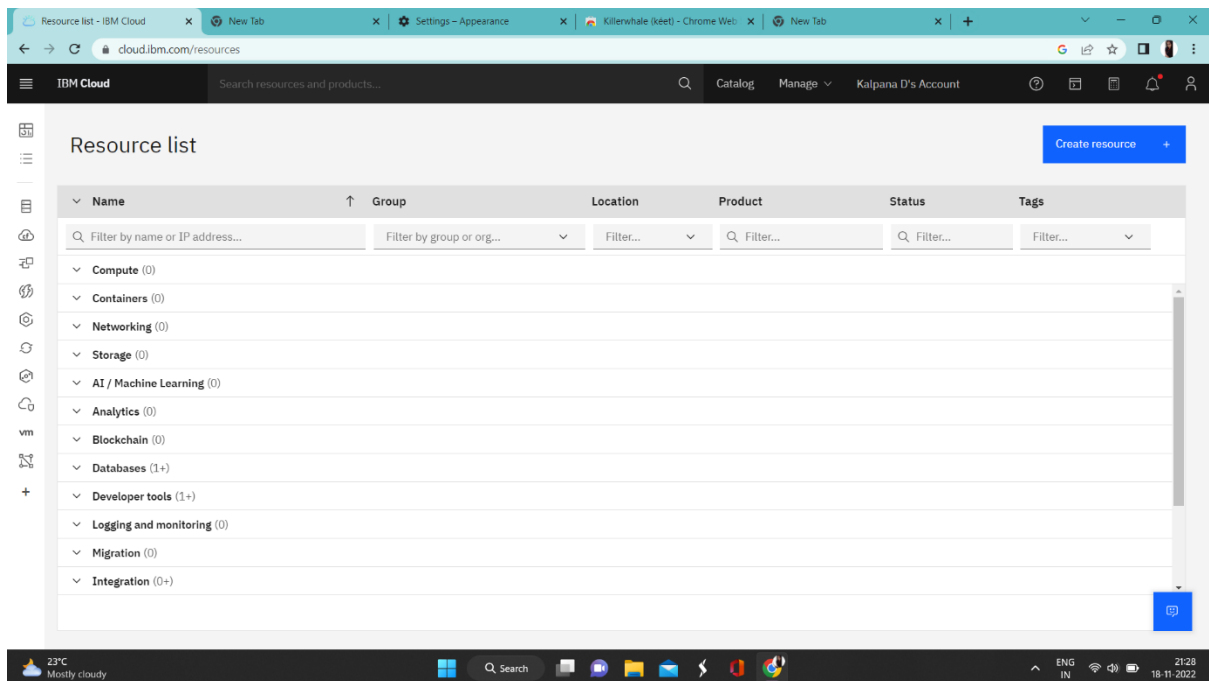 Resource list - IBM Cloud
New Tab
Settings – Appearance
Killerwhale (kéet) - Chrome Web
New Tab
cloud.ibm.com/resources
IBM Cloud
Search resources and products...
Catalog
Manage
Kalpana D's Account
Resource list
Create resource +
Name
Group
Location
Product
Status
Tags
Filter by name or IP address...
Filter by group or org...
Filter...
Filter...
Filter...
Filter...
Compute (0)
Containers (0)
Networking (0)
Storage (0)
AI / Machine Learning (0)
Analytics (0)
vm
Blockchain (0)
Databases (1+)
Developer tools (1+)
Logging and monitoring (0)
Migration (0)
Integration (0+)
23°C
Mostly cloudy
Search
ENG
IN
21:28
18-11-2022